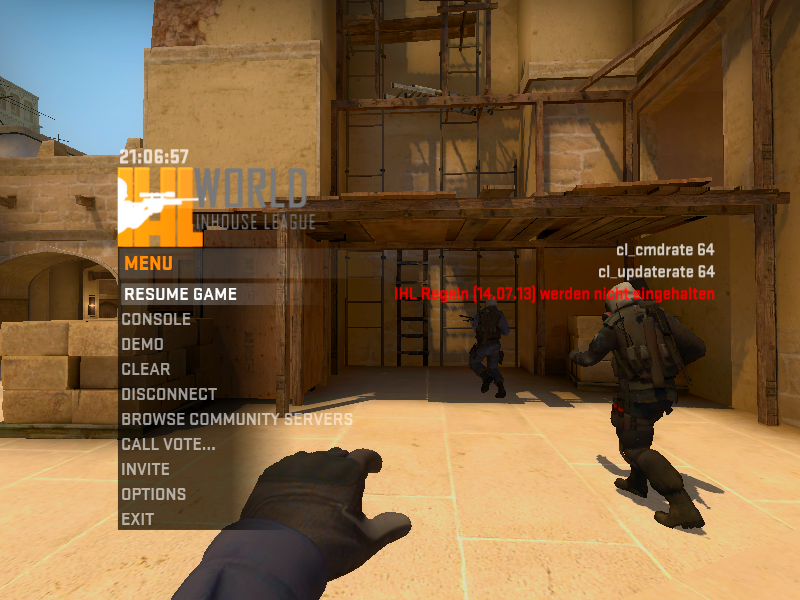 21:06:57
IHL WORLD
INHOUSE LEAGUE
MENU
cl_cmdrate 64
cl_updaterate 64
IHL Regeln (14.07.13) werden nicht eingehalten
RESUME GAME
CONSOLE
DEMO
CLEAR
DISCONNECT
BROWSE COMMUNITY SERVERS
CALL VOTE...
INVITE
OPTIONS
EXIT